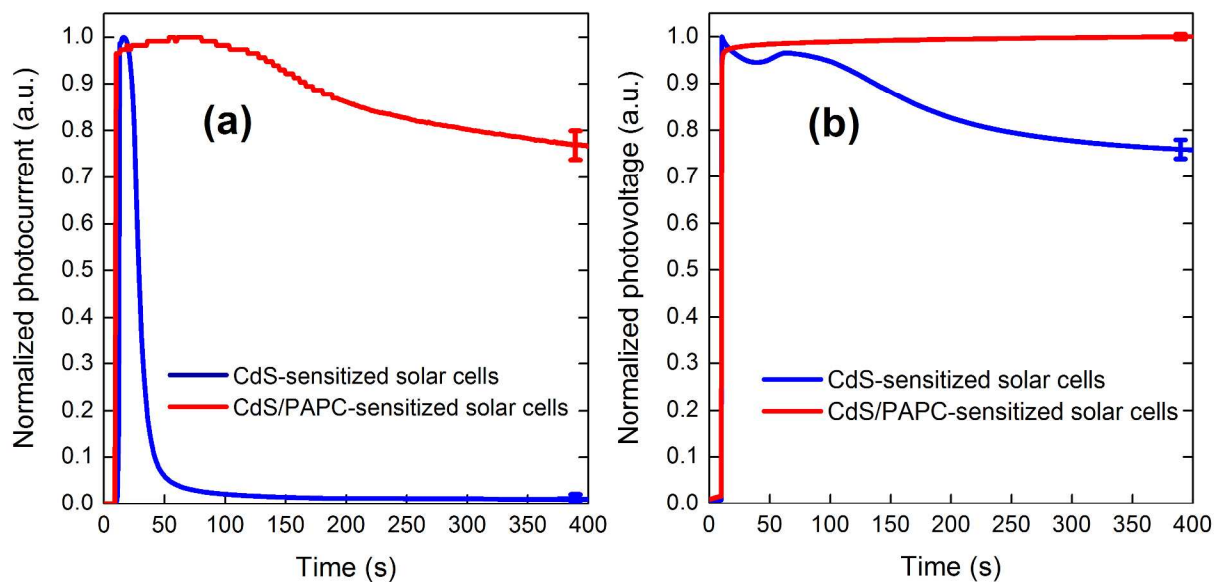 Normalized photocurrrent (a.u.)
1.0
0.9
0.8
0.7
0.6
0.5
0.4
0.3
0.2
0.1
0.0
(a)
CdS-sensitized solar cells
CdS/PAPC-sensitized solar cells
0 50 100 150 200 250 300 350 400
Time (s)
Normalized photovoltage (a.u.)
1.0
0.9
0.8
0.7
0.6
0.5
0.4
0.3
0.2
0.1
0.0
(b)
CdS-sensitized solar cells
CdS/PAPC-sensitized solar cells
0 50 100 150 200 250 300 350 400
Time (s)